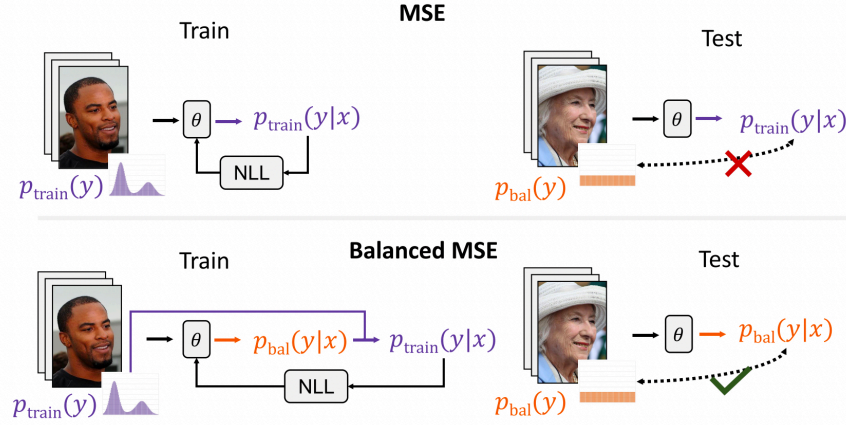 MSE
Train
Test
θ
p_train(y|x)
NLL
p_train(y)
θ
p_train(y|x)
p_bal(y)
Balanced MSE
Train
Test
θ
p_bal(y|x)
p_train(y|x)
NLL
p_train(y)
θ
p_bal(y|x)
p_bal(y)